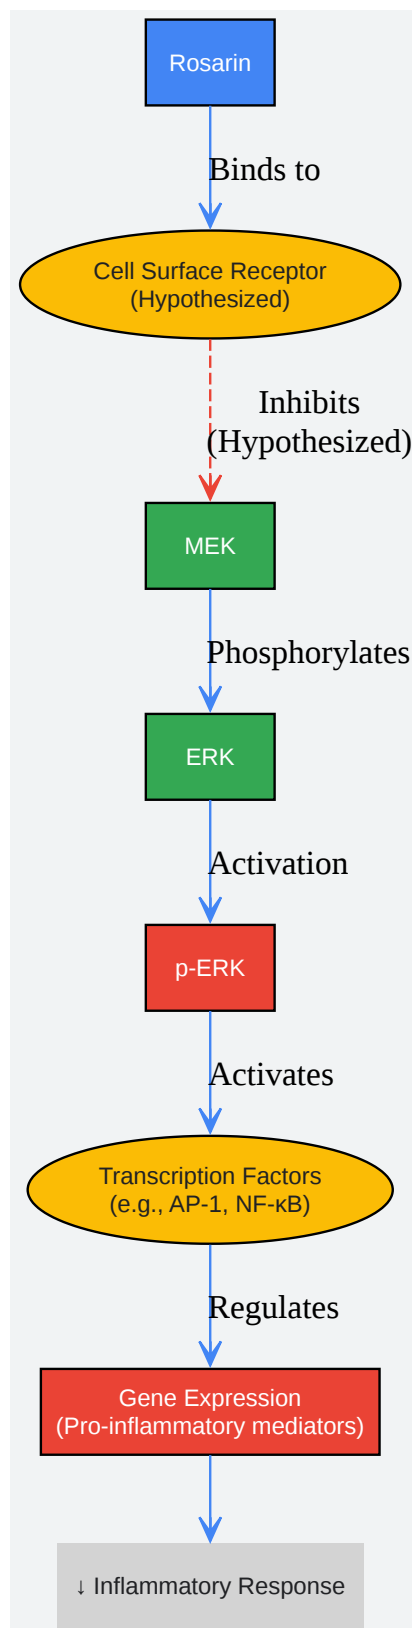 Rosarin
Binds to
Cell Surface Receptor
(Hypothesized)
Inhibits
(Hypothesized)
MEK
Phosphorylates
ERK
Activation
p-ERK
Activates
Transcription Factors
(e.g., AP-1, NF-κB)
Regulates
Gene Expression
(Pro-inflammatory mediators)
↓ Inflammatory Response